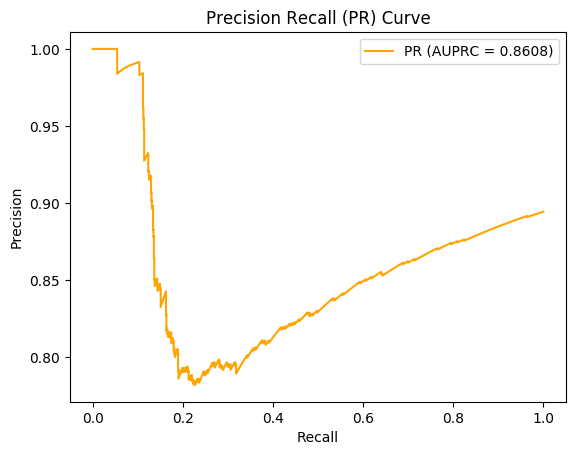 Precision Recall (PR) Curve
PR (AUPRC = 0.8608)
1.00
0.95
0.90
0.85
0.80
Precision
0.0 0.2 0.4 0.6 0.8 1.0
Recall